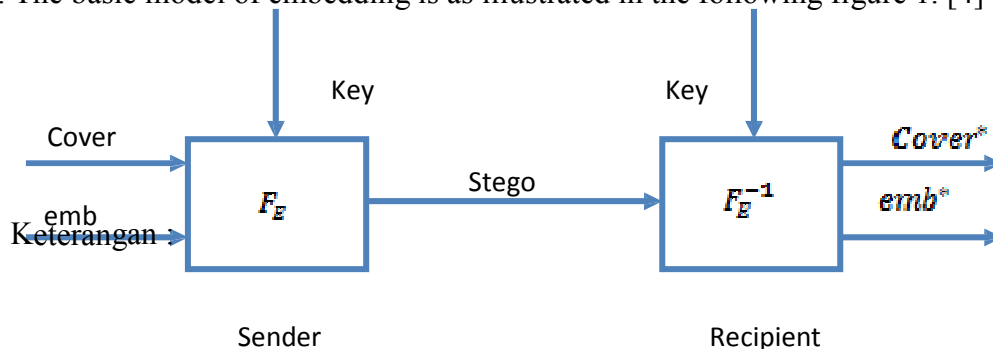 . The basic model of embedding is as illustrated in the following figure 1. [4]
Key Key
Cover Cover*
Stego
emb F_E F_E^{-1} emb*
Keterangan :
Sender Recipient